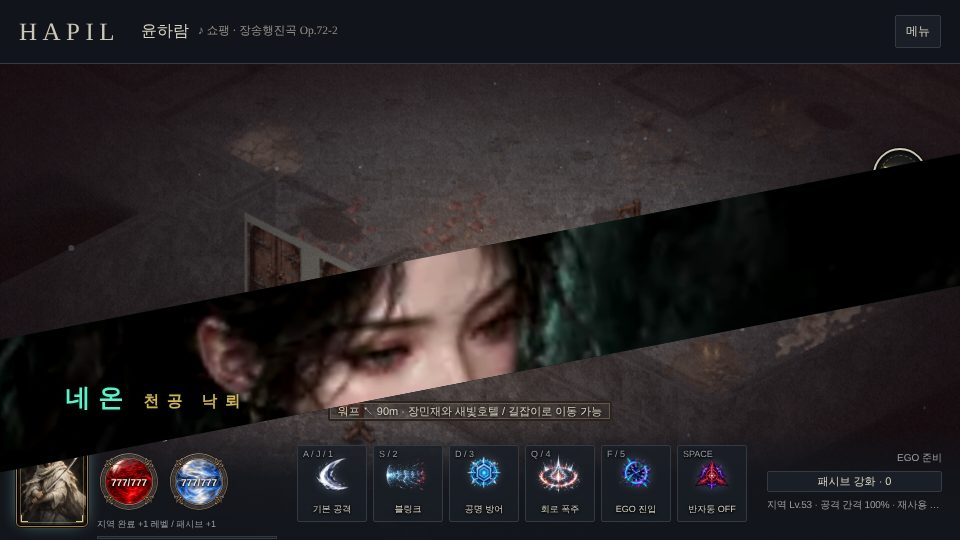 HAPIL 윤하람 ♪ 쇼팽 · 장송행진곡 Op.72-2 메뉴
네온 천공 낙뢰
워프 ↖ 90m · 장민재와 새빛호텔 / 길잡이로 이동 가능
777/777 777/777
지역 완료 +1 레벨 / 패시브 +1
A / J / 1
기본 공격
S / 2
블링크
D / 3
공명 방어
Q / 4
회로 폭주
F / 5
EGO 진입
SPACE
반자동 OFF
EGO 준비
패시브 강화 · 0
지역 Lv.53 · 공격 간격 100% · 재사용 ...